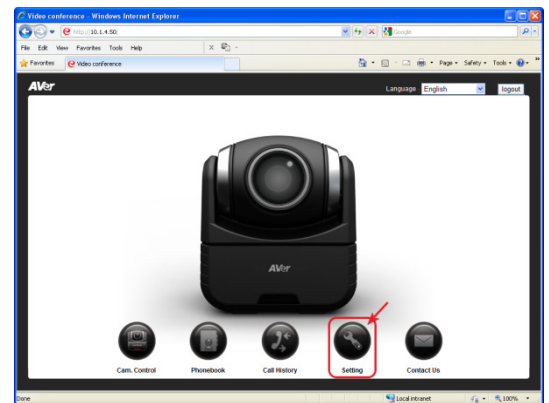 Video conference - Windows Internet Explorer
http://10.1.4.50/
Google
File Edit View Favorites Tools Help
Favorites Video conference
Page Safety Tools
AVer
Language English logout
AVer
Cam. Control Phonebook Call History Setting Contact Us
Done Local intranet 100%